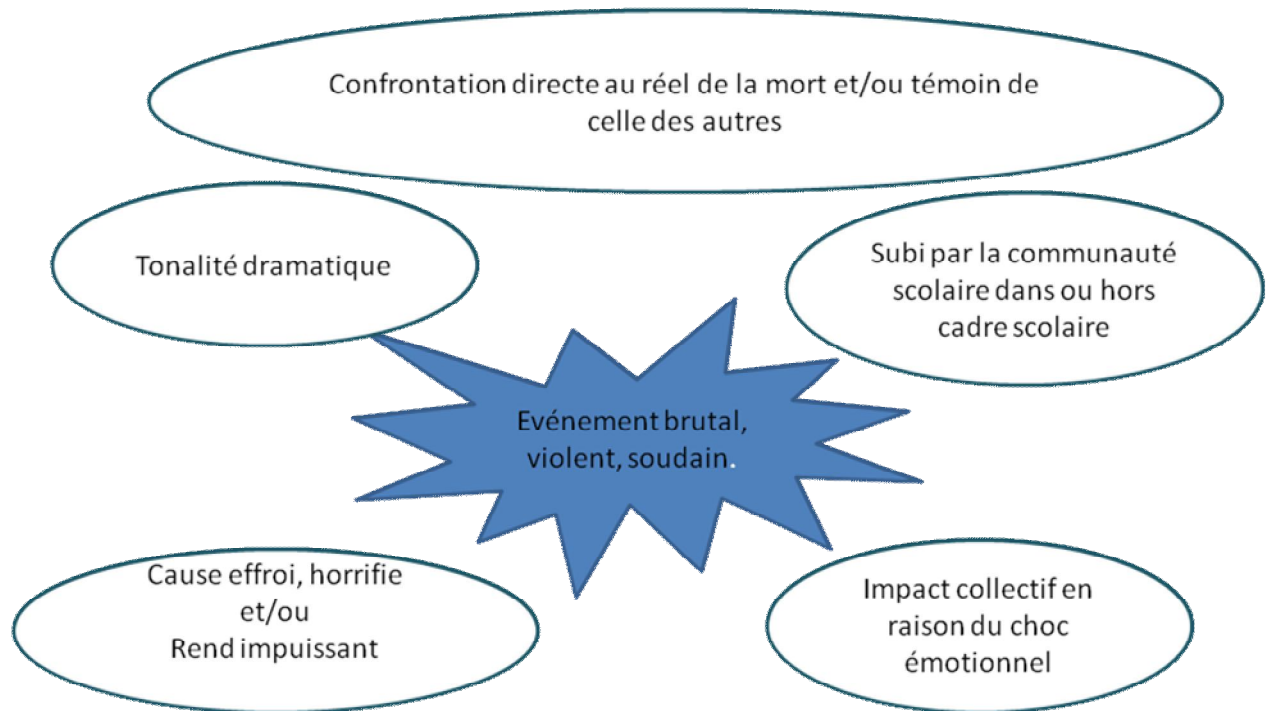 Confrontation directe au réel de la mort et/ou témoin de
celle des autres
Tonalité dramatique
Subi par la communauté
scolaire dans ou hors
cadre scolaire
Evénement brutal,
violent, soudain.
Cause effroi, horrifie
et/ou
Rend impuissant
Impact collectif en
raison du choc
émotionnel